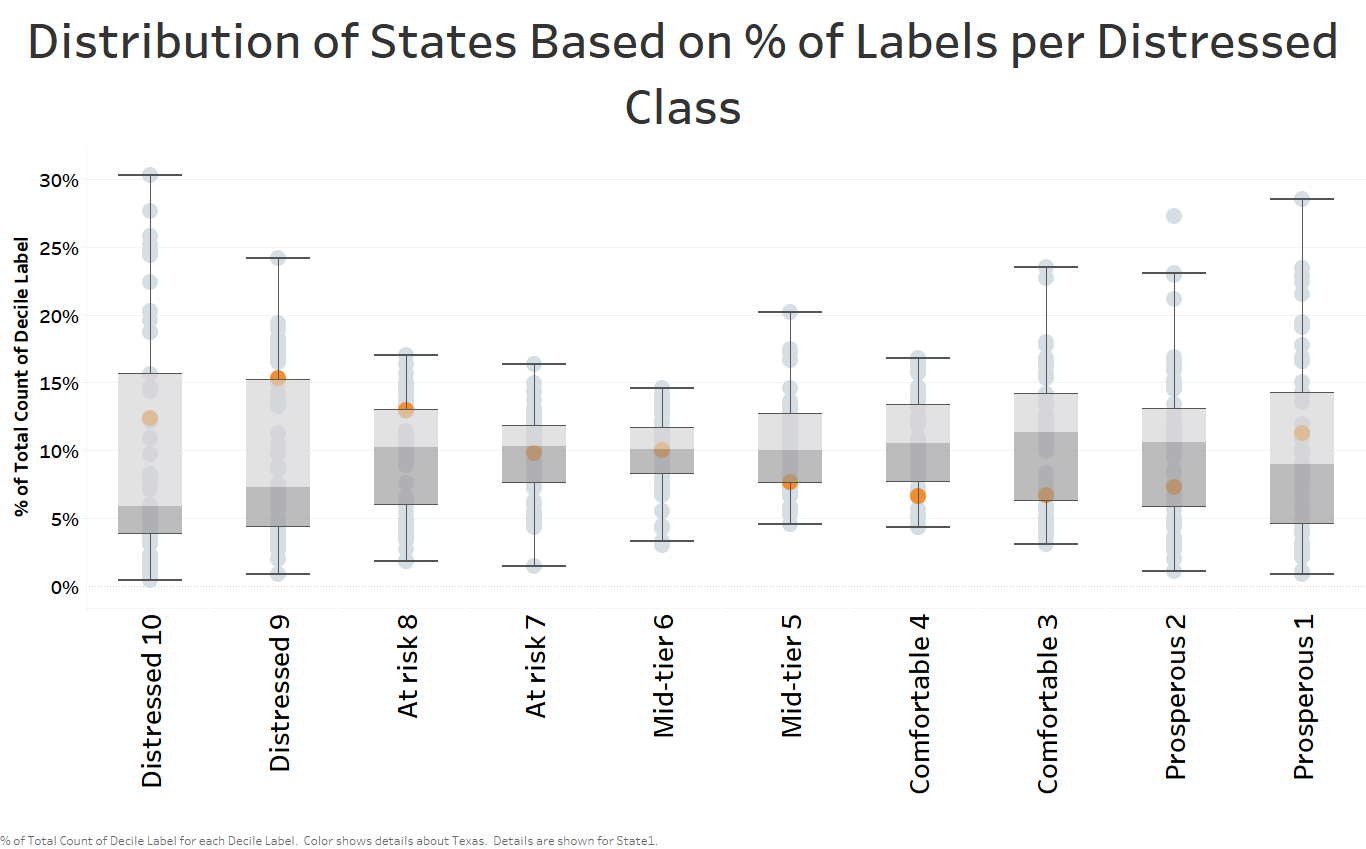 Distribution of States Based on % of Labels per Distressed
Class
% of Total Count of Decile Label
30%
25%
20%
15%
10%
5%
0%
Distressed 10
Distressed 9
At risk 8
At risk 7
Mid-tier 6
Mid-tier 5
Comfortable 4
Comfortable 3
Prosperous 2
Prosperous 1
% of Total Count of Decile Label for each Decile Label. Color shows details about Texas. Details are shown for State1.